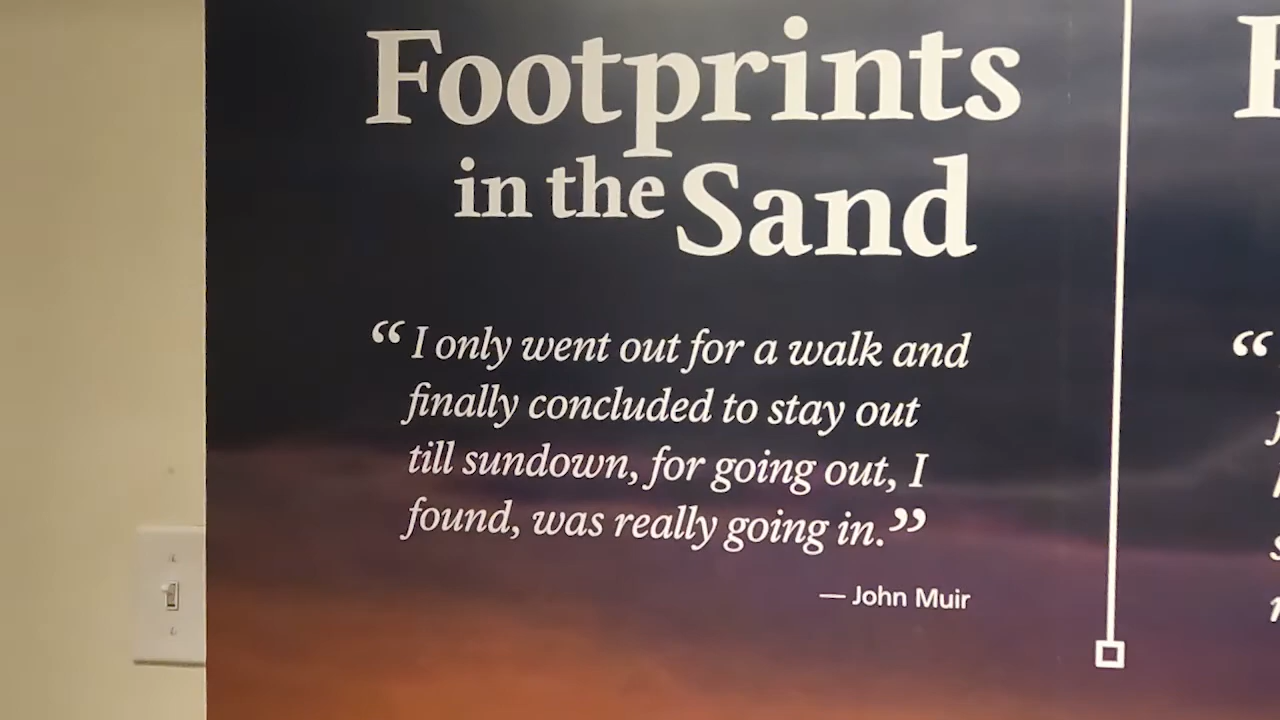 Footprints
in the Sand
“ I only went out for a walk and
finally concluded to stay out
till sundown, for going out, I
found, was really going in.”
— John Muir